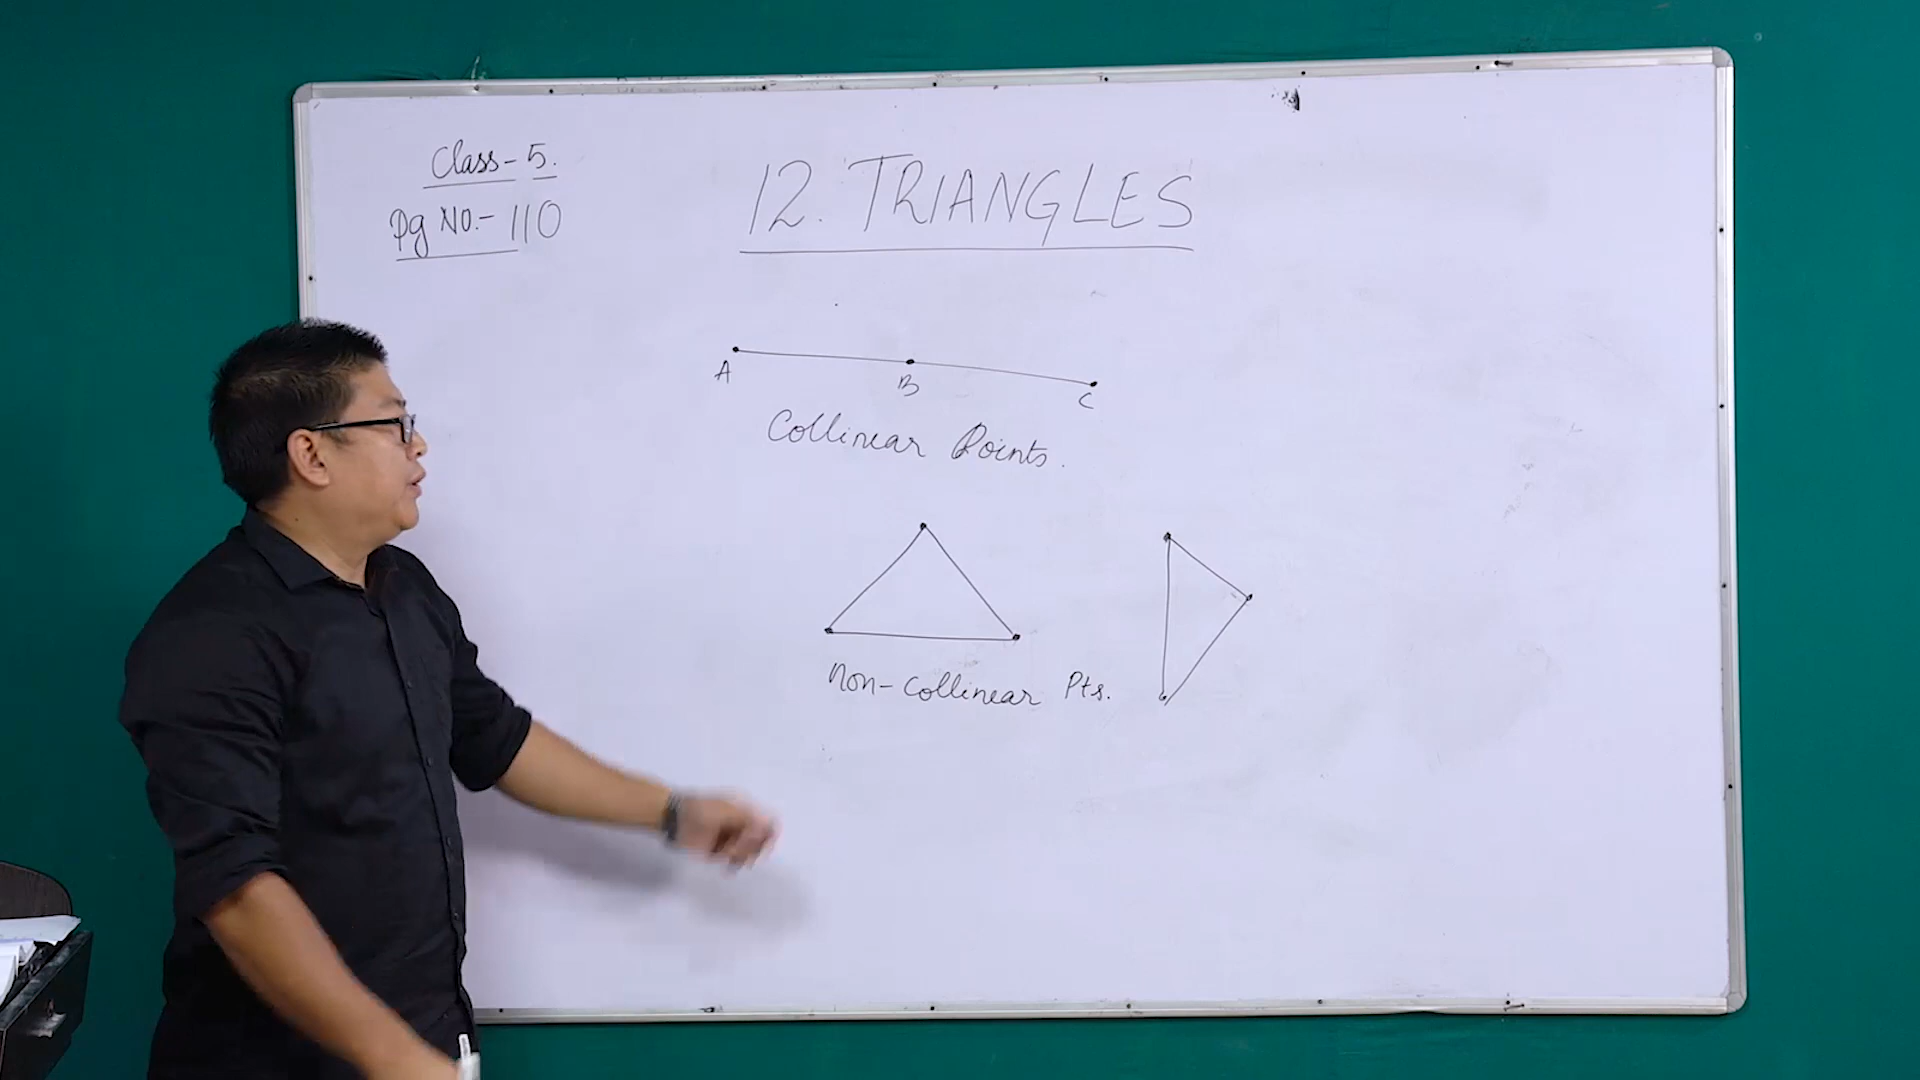 Class-5.
Pg No:- 110
12. TRIANGLES
A B C
Collinear Points.
Non-Collinear Pts.